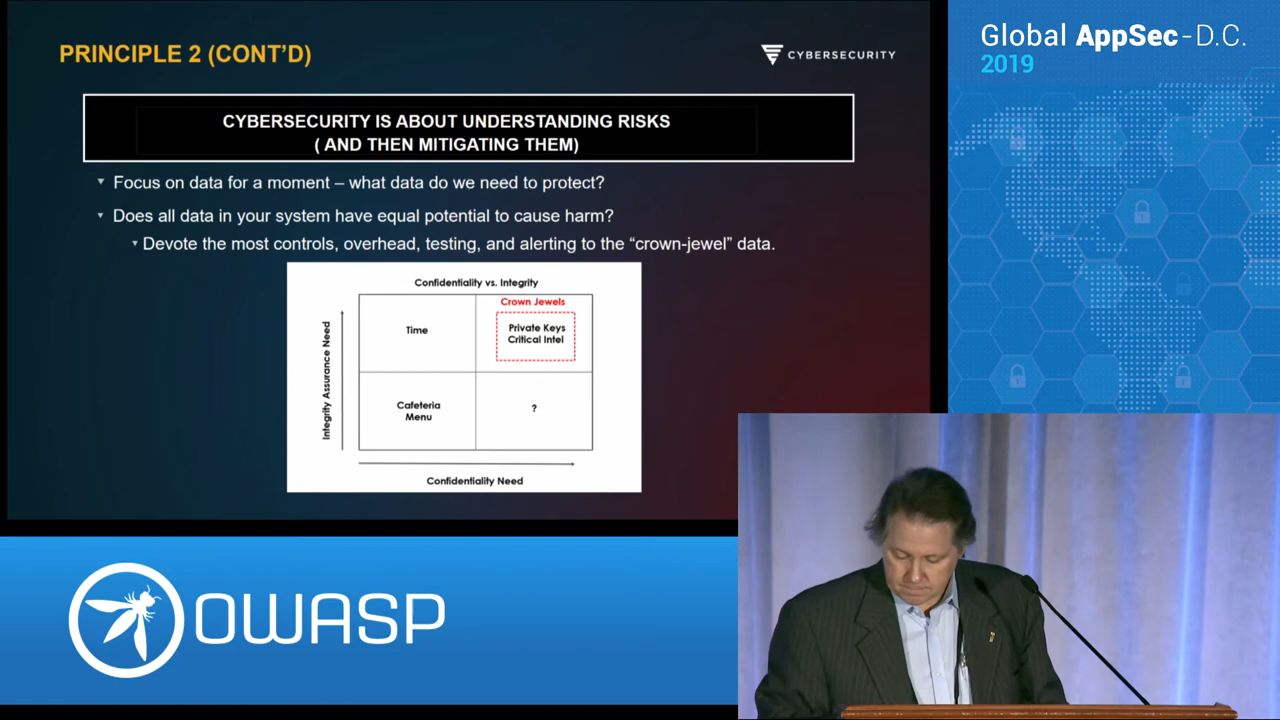 PRINCIPLE 2 (CONT'D)
CYBERSECURITY
CYBERSECURITY IS ABOUT UNDERSTANDING RISKS
( AND THEN MITIGATING THEM)
Focus on data for a moment – what data do we need to protect?
Does all data in your system have equal potential to cause harm?
Devote the most controls, overhead, testing, and alerting to the “crown-jewel” data.
Confidentiality vs. Integrity
Integrity Assurance Need
Time
Crown Jewels
Private Keys
Critical Intel
Cafeteria
Menu
?
Confidentiality Need
Global AppSec - D.C.
2019
OWASP